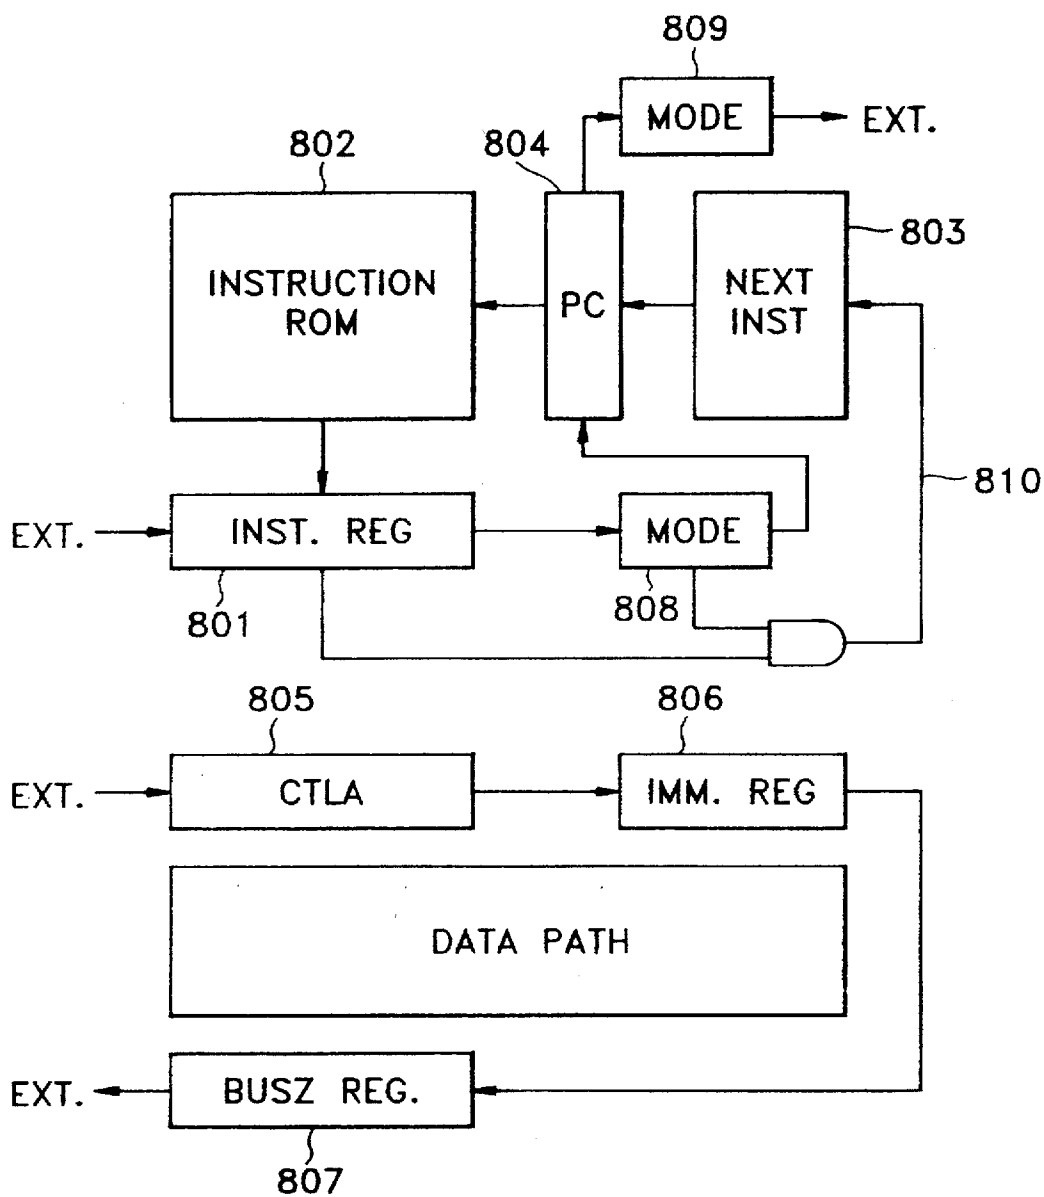 809
MODE
EXT.
802
804
INSTRUCTION
ROM
PC
NEXT
INST
803
EXT.
INST. REG
MODE
810
801
808
805
806
EXT.
CTLA
IMM. REG
DATA PATH
EXT.
BUSZ REG.
807